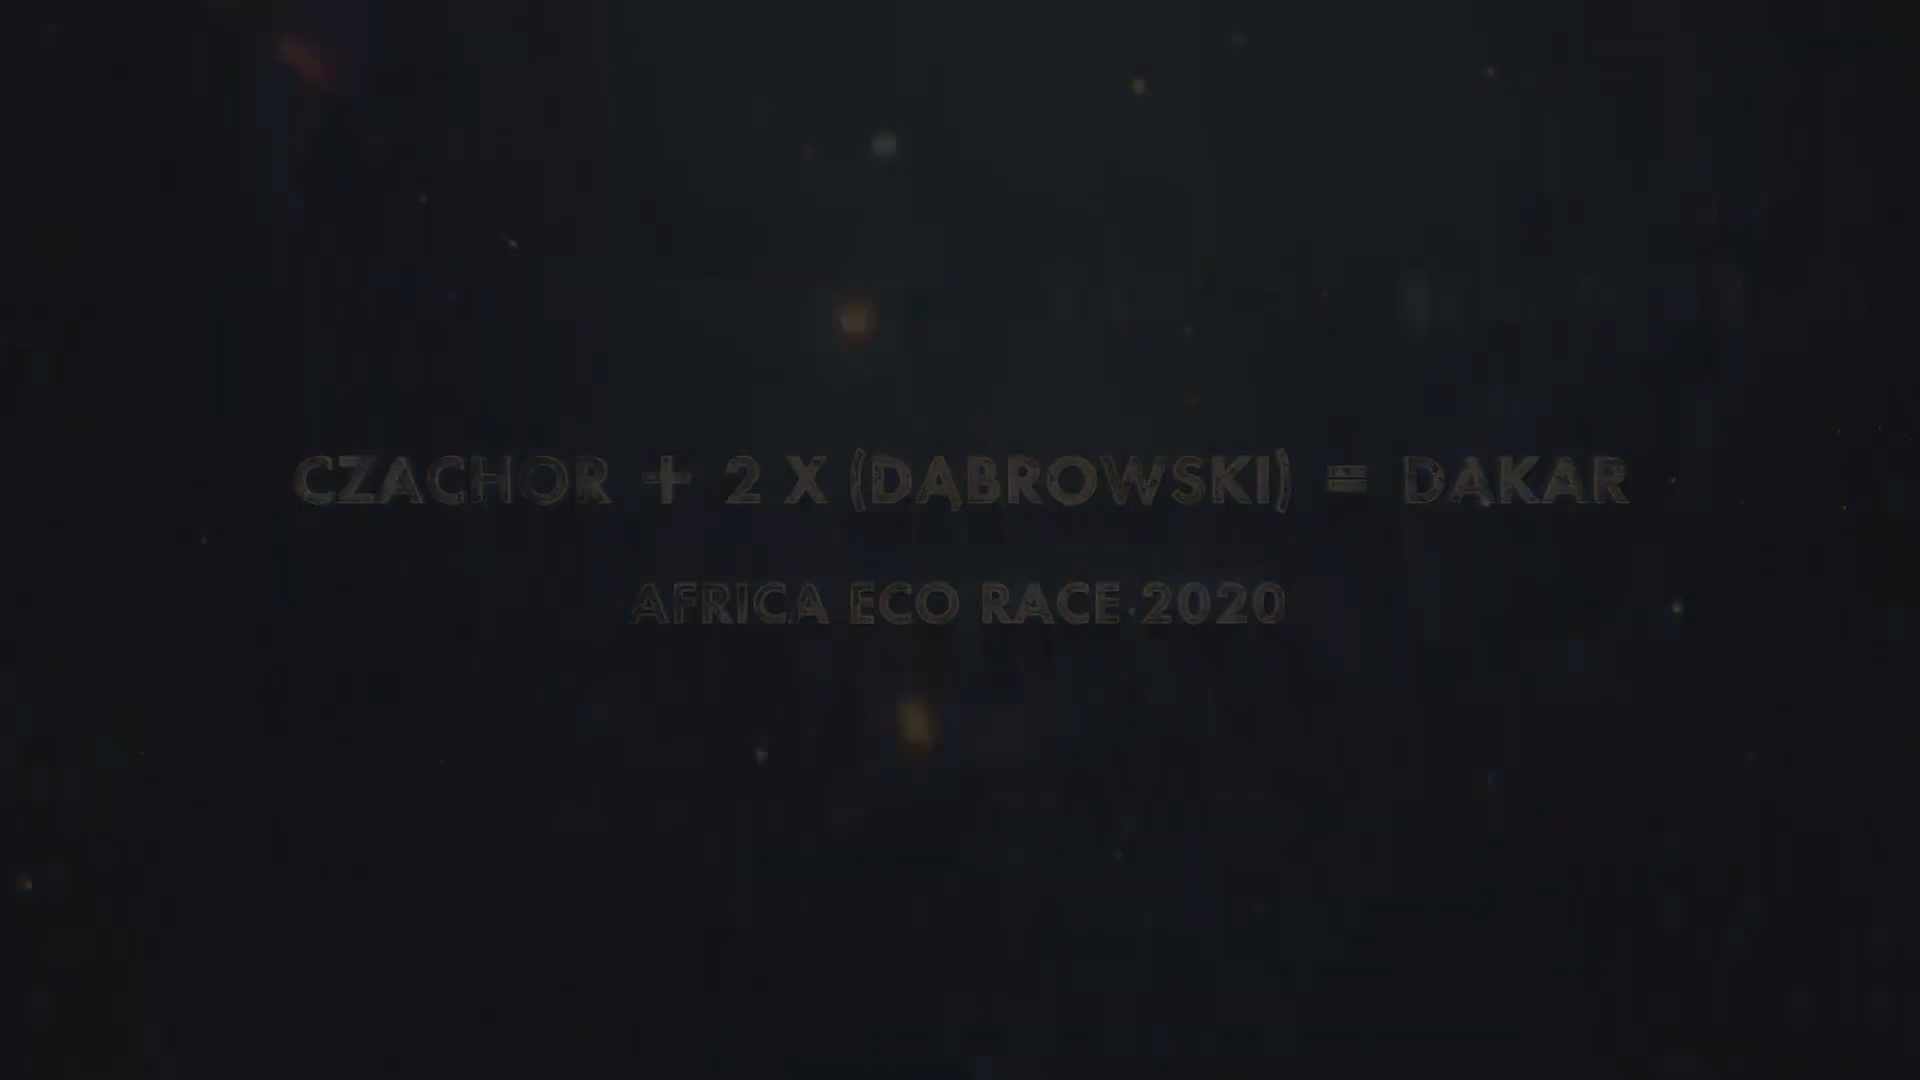 CZACHOR + 2 X (DĄBROWSKI) = DAKAR
AFRICA ECO RACE 2020